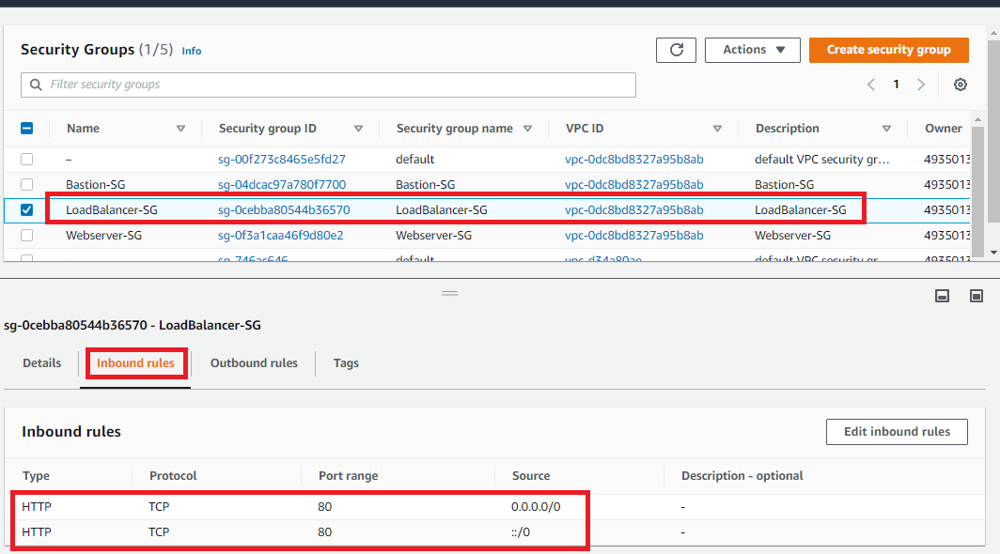 Security Groups (1/5) Info
Actions
Create security group
Filter security groups
1
Name Security group ID Security group name VPC ID Description Owner
– sg-00f273c8465e5fd27 default vpc-0dc8bd8327a95b8ab default VPC security gr... 4935013
Bastion-SG sg-04dcac97a780f7700 Bastion-SG vpc-0dc8bd8327a95b8ab Bastion-SG 4935013
LoadBalancer-SG sg-0cebba80544b36570 LoadBalancer-SG vpc-0dc8bd8327a95b8ab LoadBalancer-SG 4935013
Webserver-SG sg-0f3a1caa46f9d80e2 Webserver-SG vpc-0dc8bd8327a95b8ab Webserver-SG 4935013
– sg-746ac646 default vpc-d34a80ae default VPC security gr 4935013
sg-0cebba80544b36570 - LoadBalancer-SG
Details Inbound rules Outbound rules Tags
Inbound rules
Edit inbound rules
Type Protocol Port range Source Description - optional
HTTP TCP 80 0.0.0.0/0 -
HTTP TCP 80 ::/0 -